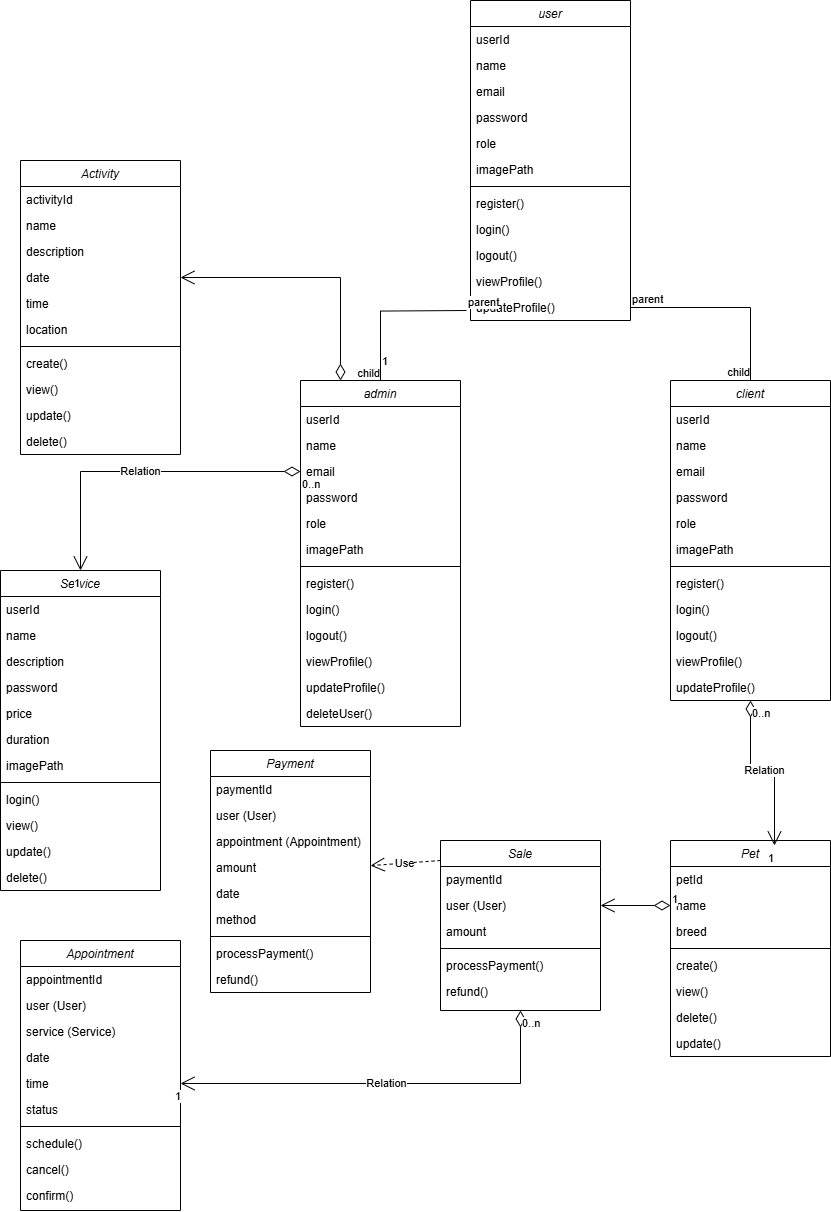 user
userId
name
email
password
role
imagePath
register()
login()
logout()
viewProfile()
updateProfile()
parent
parent
1
child
child
Activity
activityId
name
description
date
time
location
create()
view()
update()
delete()
admin
userId
name
email
0..n
password
role
imagePath
register()
login()
logout()
viewProfile()
updateProfile()
deleteUser()
client
userId
name
email
password
role
imagePath
register()
login()
logout()
viewProfile()
updateProfile()
0..n
Relation
Relation
Service
1
userId
name
description
password
price
duration
imagePath
login()
view()
update()
delete()
Payment
paymentId
user (User)
appointment (Appointment)
amount
date
method
processPayment()
refund()
Use
Sale
paymentId
user (User)
amount
processPayment()
refund()
0..n
Pet
1
petId
1
name
breed
create()
view()
delete()
update()
Appointment
appointmentId
user (User)
service (Service)
date
time
1
status
schedule()
cancel()
confirm()
Relation